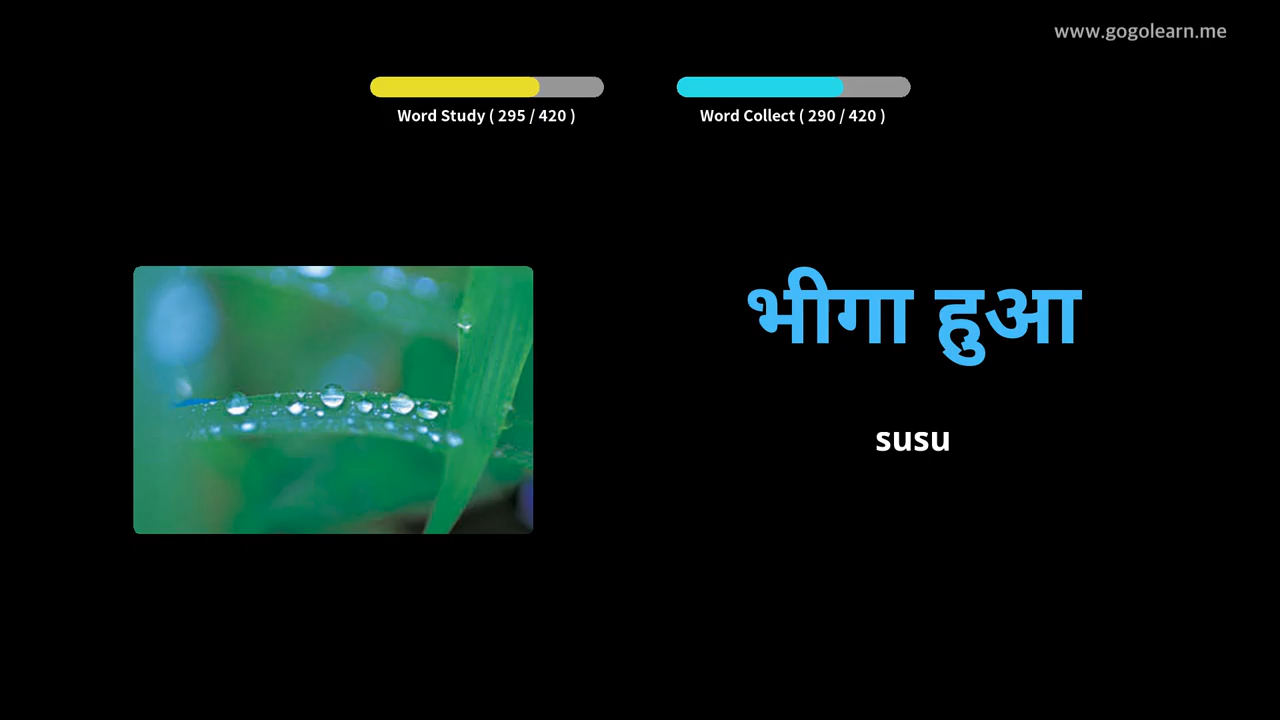 www.gogolearn.me
Word Study ( 295 / 420 )
Word Collect ( 290 / 420 )
भीगा हुआ
susu